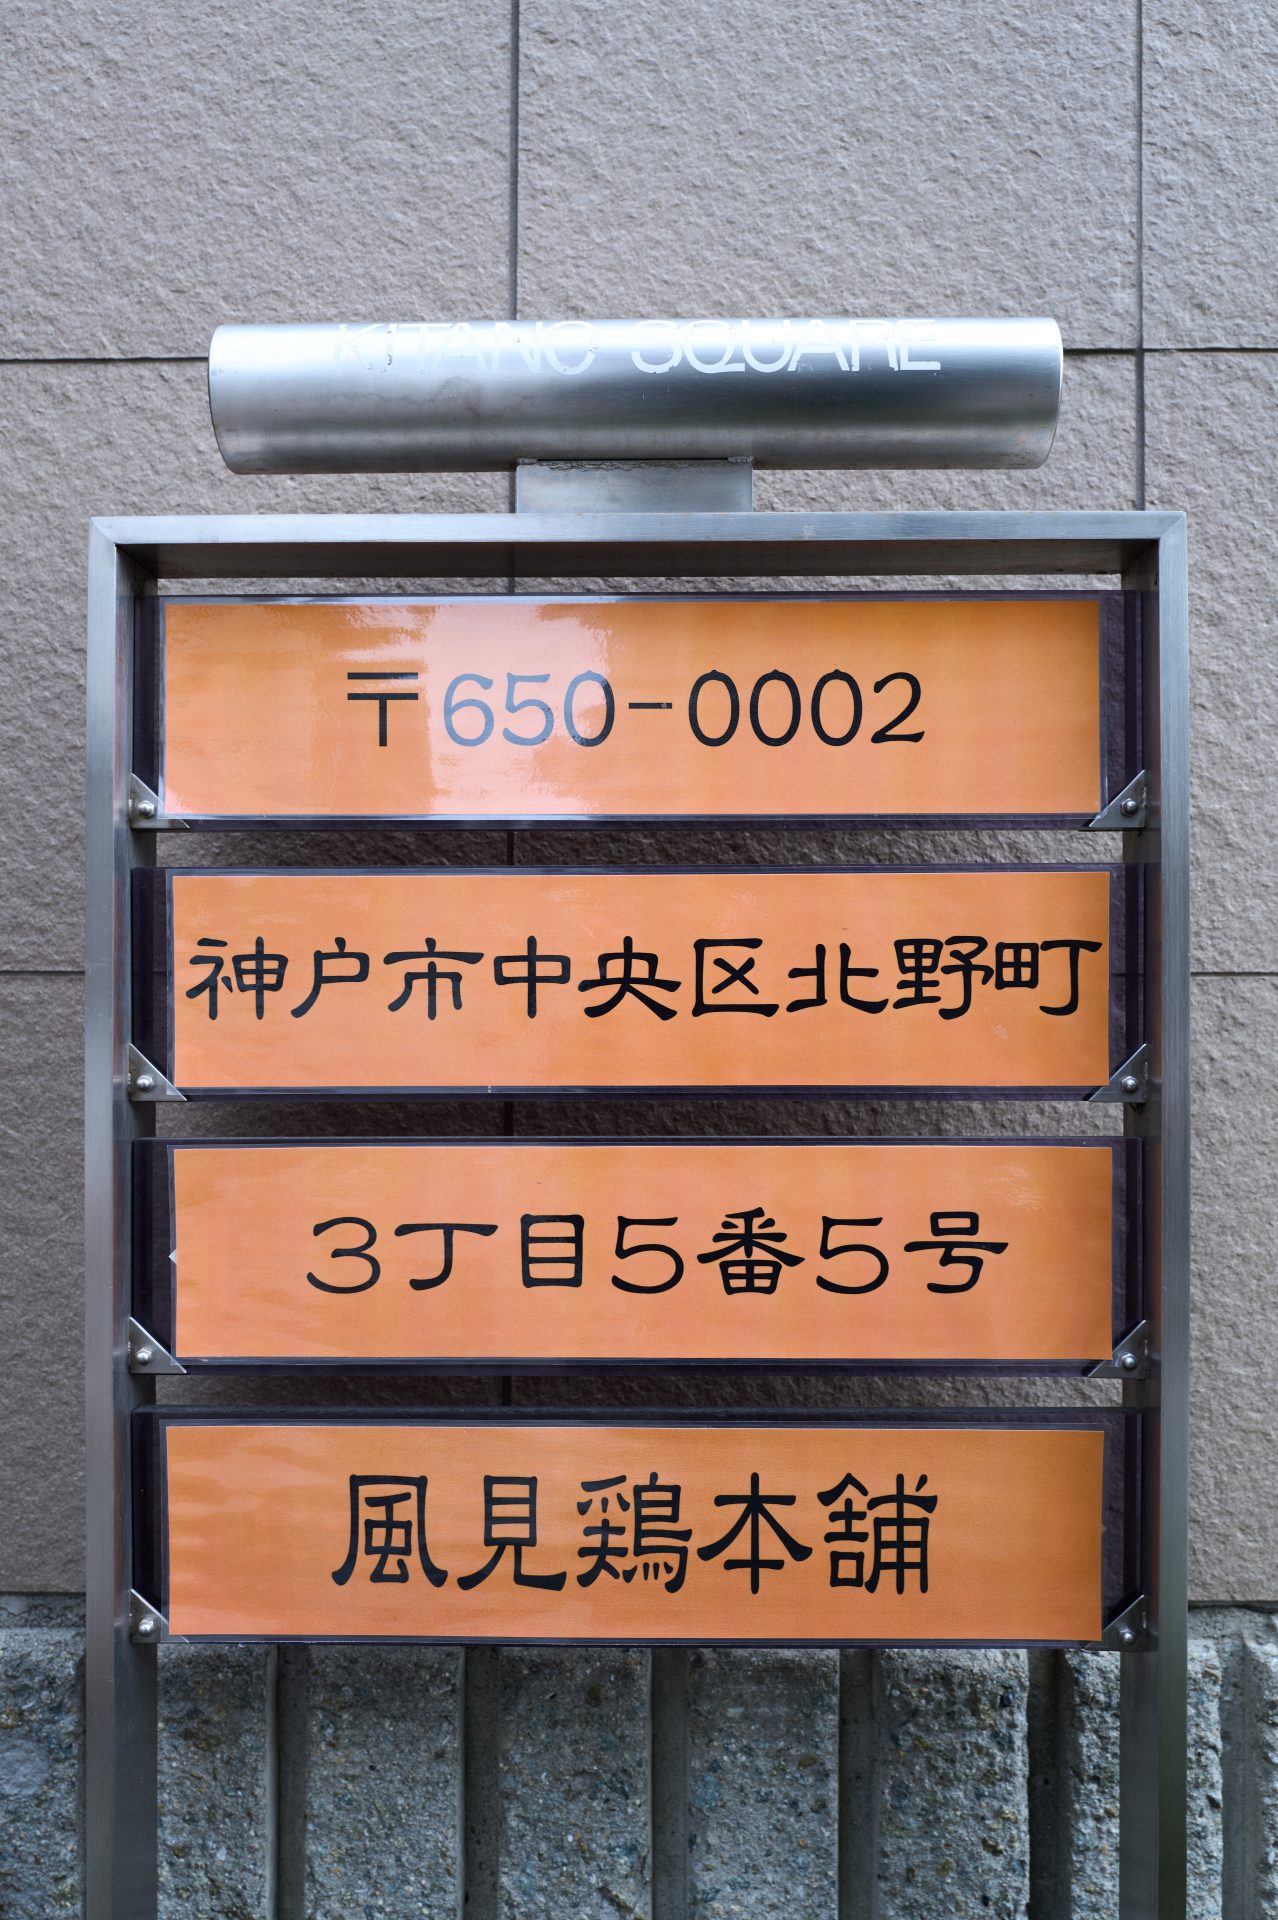 KITANO SQUARE
〒650-0002
神戸市中央区北野町
3丁目5番5号
風見鶏本舗